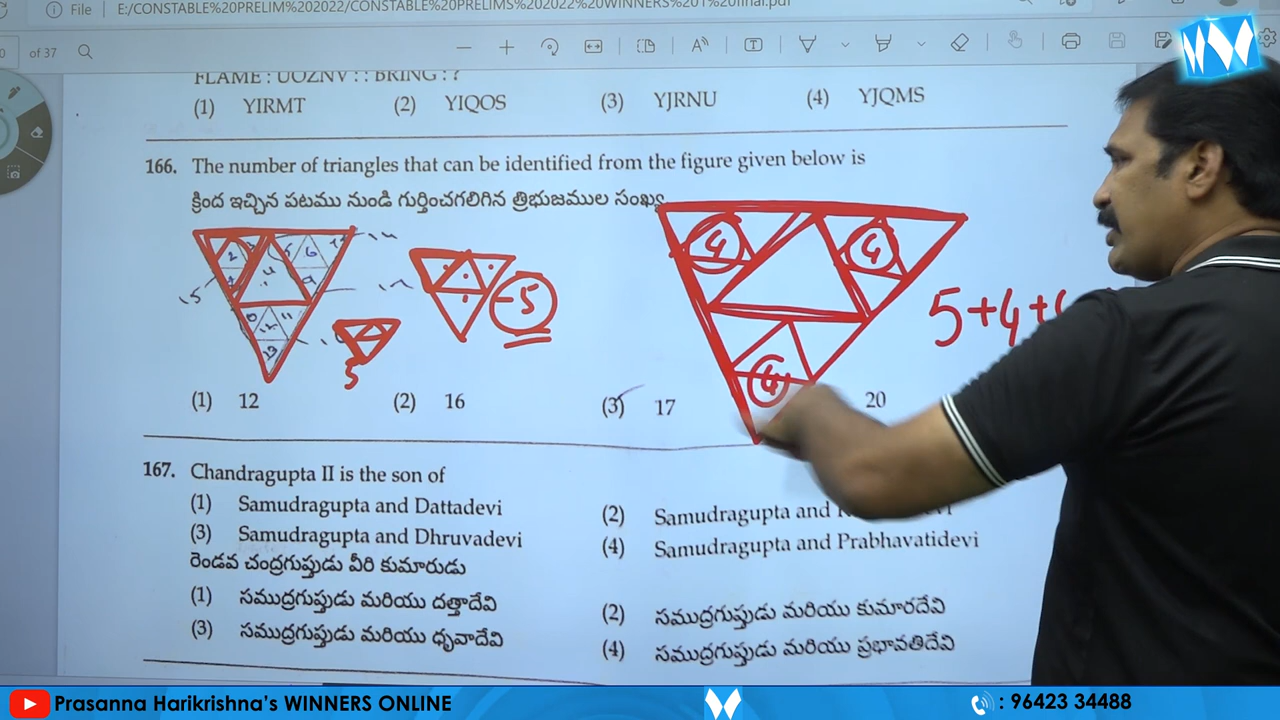 File
E:/CONSTABLE%20PRELIM%202022/CONSTABLE%20PRELIMS%202022%20WINNERS%20T%20final.pdf
of 37
FLAME : UOZNV : : BRING : ?
(1) YIRMT (2) YIQOS (3) YJRNU (4) YJQMS
166. The number of triangles that can be identified from the figure given below is
క్రింద ఇచ్చిన పటము నుండి గుర్తించగలిగిన త్రిభుజముల సంఖ్య
4 4
5
5+4+
4
5
(1) 12 (2) 16 (3) 17 20
167. Chandragupta II is the son of
(1) Samudragupta and Dattadevi
(2) Samudragupta and
(3) Samudragupta and Dhruvadevi
(4) Samudragupta and Prabhavatidevi
రెండవ చంద్రగుప్తుడు వీరి కుమారుడు
(1) సముద్రగుప్తుడు మరియు దత్తాదేవి
(2) సముద్రగుప్తుడు మరియు కుమారదేవి
(3) సముద్రగుప్తుడు మరియు ధృవాదేవి
(4) సముద్రగుప్తుడు మరియు ప్రభావతిదేవి
Prasanna Harikrishna's WINNERS ONLINE
W
: 96423 34488